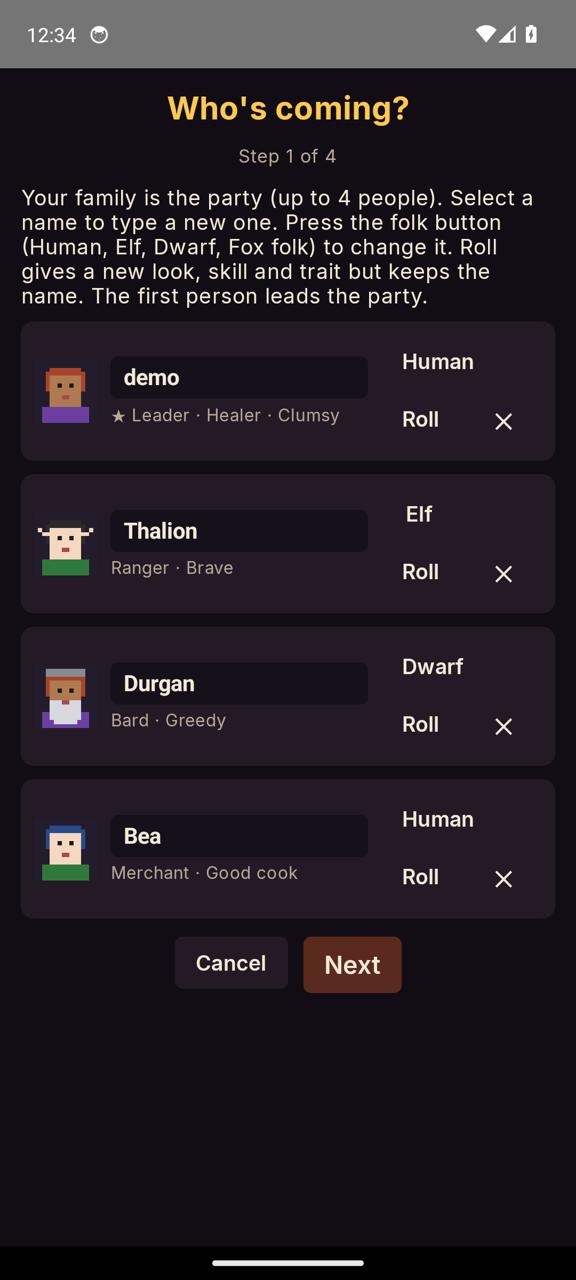 12:34
Who's coming?
Step 1 of 4
Your family is the party (up to 4 people). Select a
name to type a new one. Press the folk button
(Human, Elf, Dwarf, Fox folk) to change it. Roll
gives a new look, skill and trait but keeps the
name. The first person leads the party.
demo
★ Leader · Healer · Clumsy
Human
Roll ×
Thalion
Ranger · Brave
Elf
Roll ×
Durgan
Bard · Greedy
Dwarf
Roll ×
Bea
Merchant · Good cook
Human
Roll ×
Cancel Next